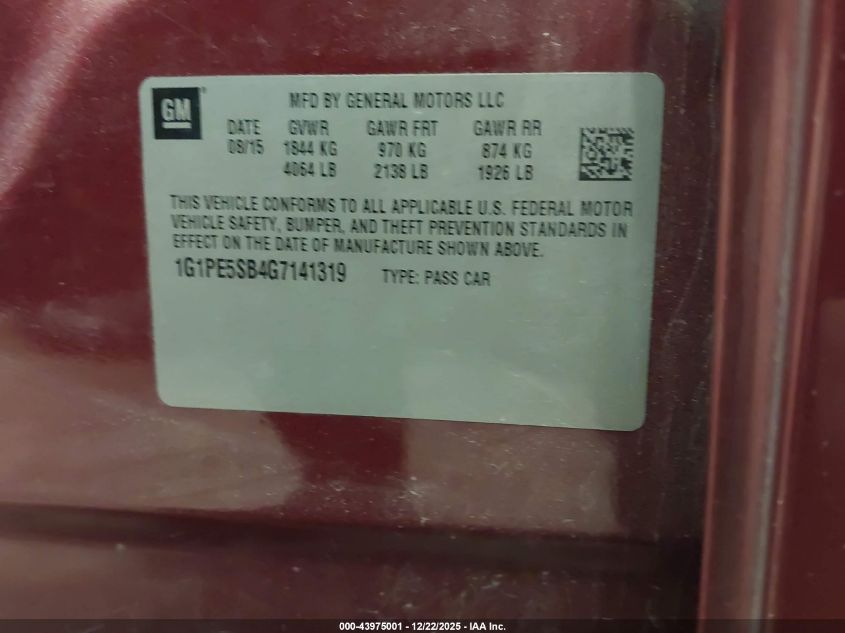 GM®
MFD BY GENERAL MOTORS LLC
DATE GVWR GAWR FRT GAWR RR
08/15 1844 KG 970 KG 874 KG
4064 LB 2138 LB 1926 LB
THIS VEHICLE CONFORMS TO ALL APPLICABLE U.S. FEDERAL MOTOR
VEHICLE SAFETY, BUMPER, AND THEFT PREVENTION STANDARDS IN
EFFECT ON THE DATE OF MANUFACTURE SHOWN ABOVE.
1G1PE5SB4G7141319 TYPE: PASS CAR
000-43975001 - 12/22/2025 - IAA Inc.